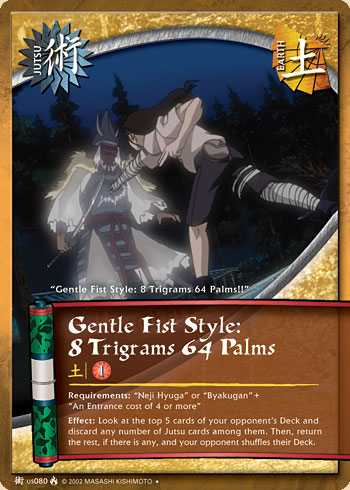 術
JUTSU
土
EARTH
"Gentle Fist Style: 8 Trigrams 64 Palms!!"
Gentle Fist Style:
8 Trigrams 64 Palms
土 1
Requirements: "Neji Hyuga" or "Byakugan"+
"An Entrance cost of 4 or more"
Effect: Look at the top 5 cards of your opponent's Deck and
discard any number of Jutsu cards among them. Then, return
the rest, if there is any, and your opponent shuffles their Deck.
術 US080 © 2002 MASASHI KISHIMOTO